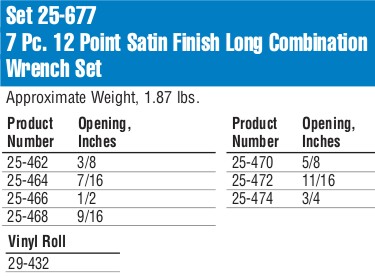 Set 25-677
7 Pc. 12 Point Satin Finish Long Combination
Wrench Set
Approximate Weight, 1.87 lbs.
Product Number Opening, Inches
25-462 3/8
25-464 7/16
25-466 1/2
25-468 9/16
Product Number Opening, Inches
25-470 5/8
25-472 11/16
25-474 3/4
Vinyl Roll
29-432